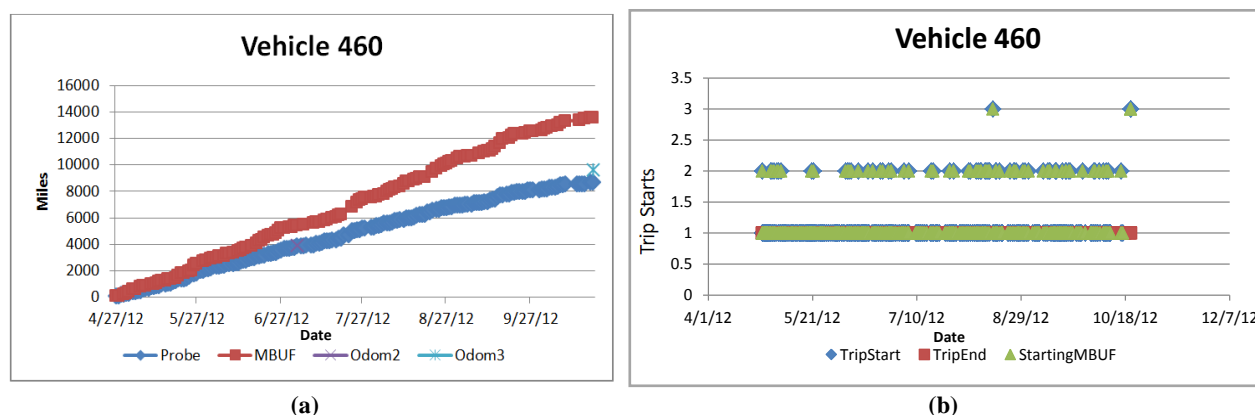 Vehicle 460
16000
14000
12000
10000
8000
6000
4000
2000
0
Miles
4/27/12 5/27/12 6/27/12 7/27/12 8/27/12 9/27/12
Date
Probe MBUF Odom2 Odom3
(a)
Vehicle 460
3.5
3
2.5
2
1.5
1
0.5
0
Trip Starts
4/1/12 5/21/12 7/10/12 8/29/12 10/18/12 12/7/12
Date
TripStart TripEnd StartingMBUF
(b)